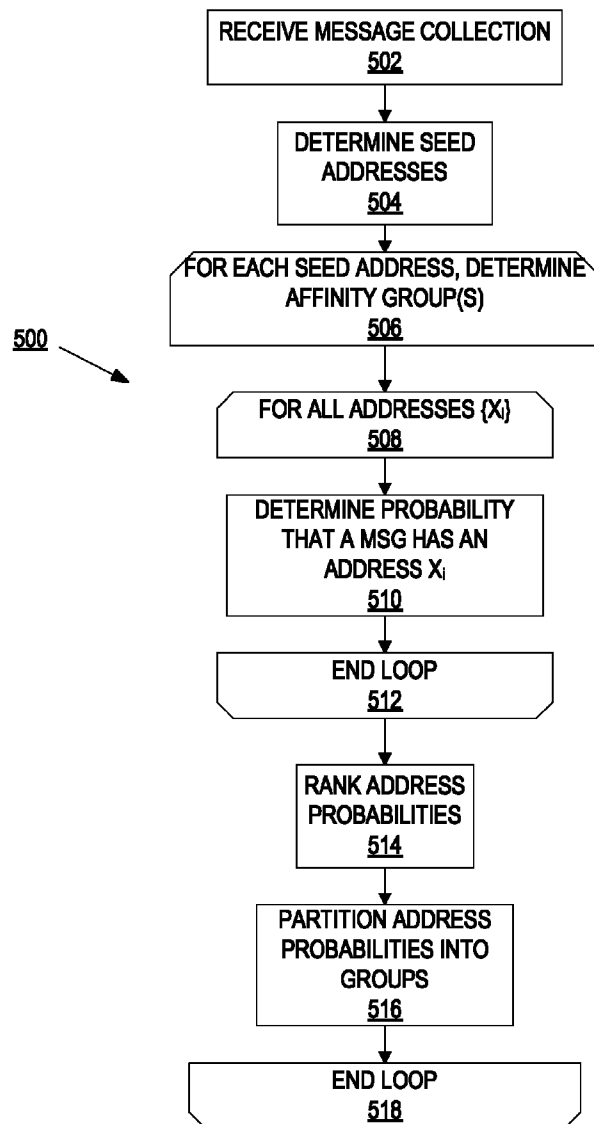 RECEIVE MESSAGE COLLECTION
502
DETERMINE SEED
ADDRESSES
504
FOR EACH SEED ADDRESS, DETERMINE
AFFINITY GROUP(S)
506
500
FOR ALL ADDRESSES {Xᵢ}
508
DETERMINE PROBABILITY
THAT A MSG HAS AN
ADDRESS Xᵢ
510
END LOOP
512
RANK ADDRESS
PROBABILITIES
514
PARTITION ADDRESS
PROBABILITIES INTO
GROUPS
516
END LOOP
518